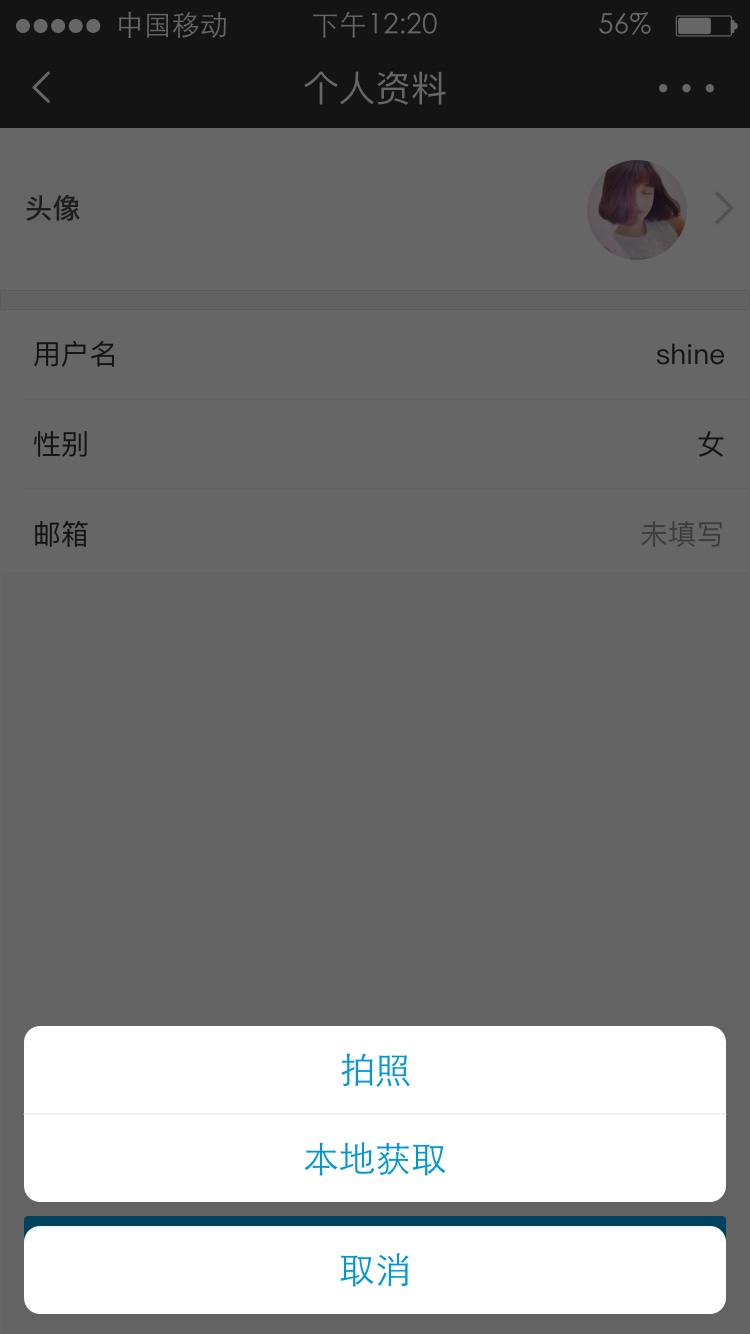 中国移动 下午12:20 56%
个人资料
头像
用户名 shine
性别 女
邮箱 未填写
拍照
本地获取
取消